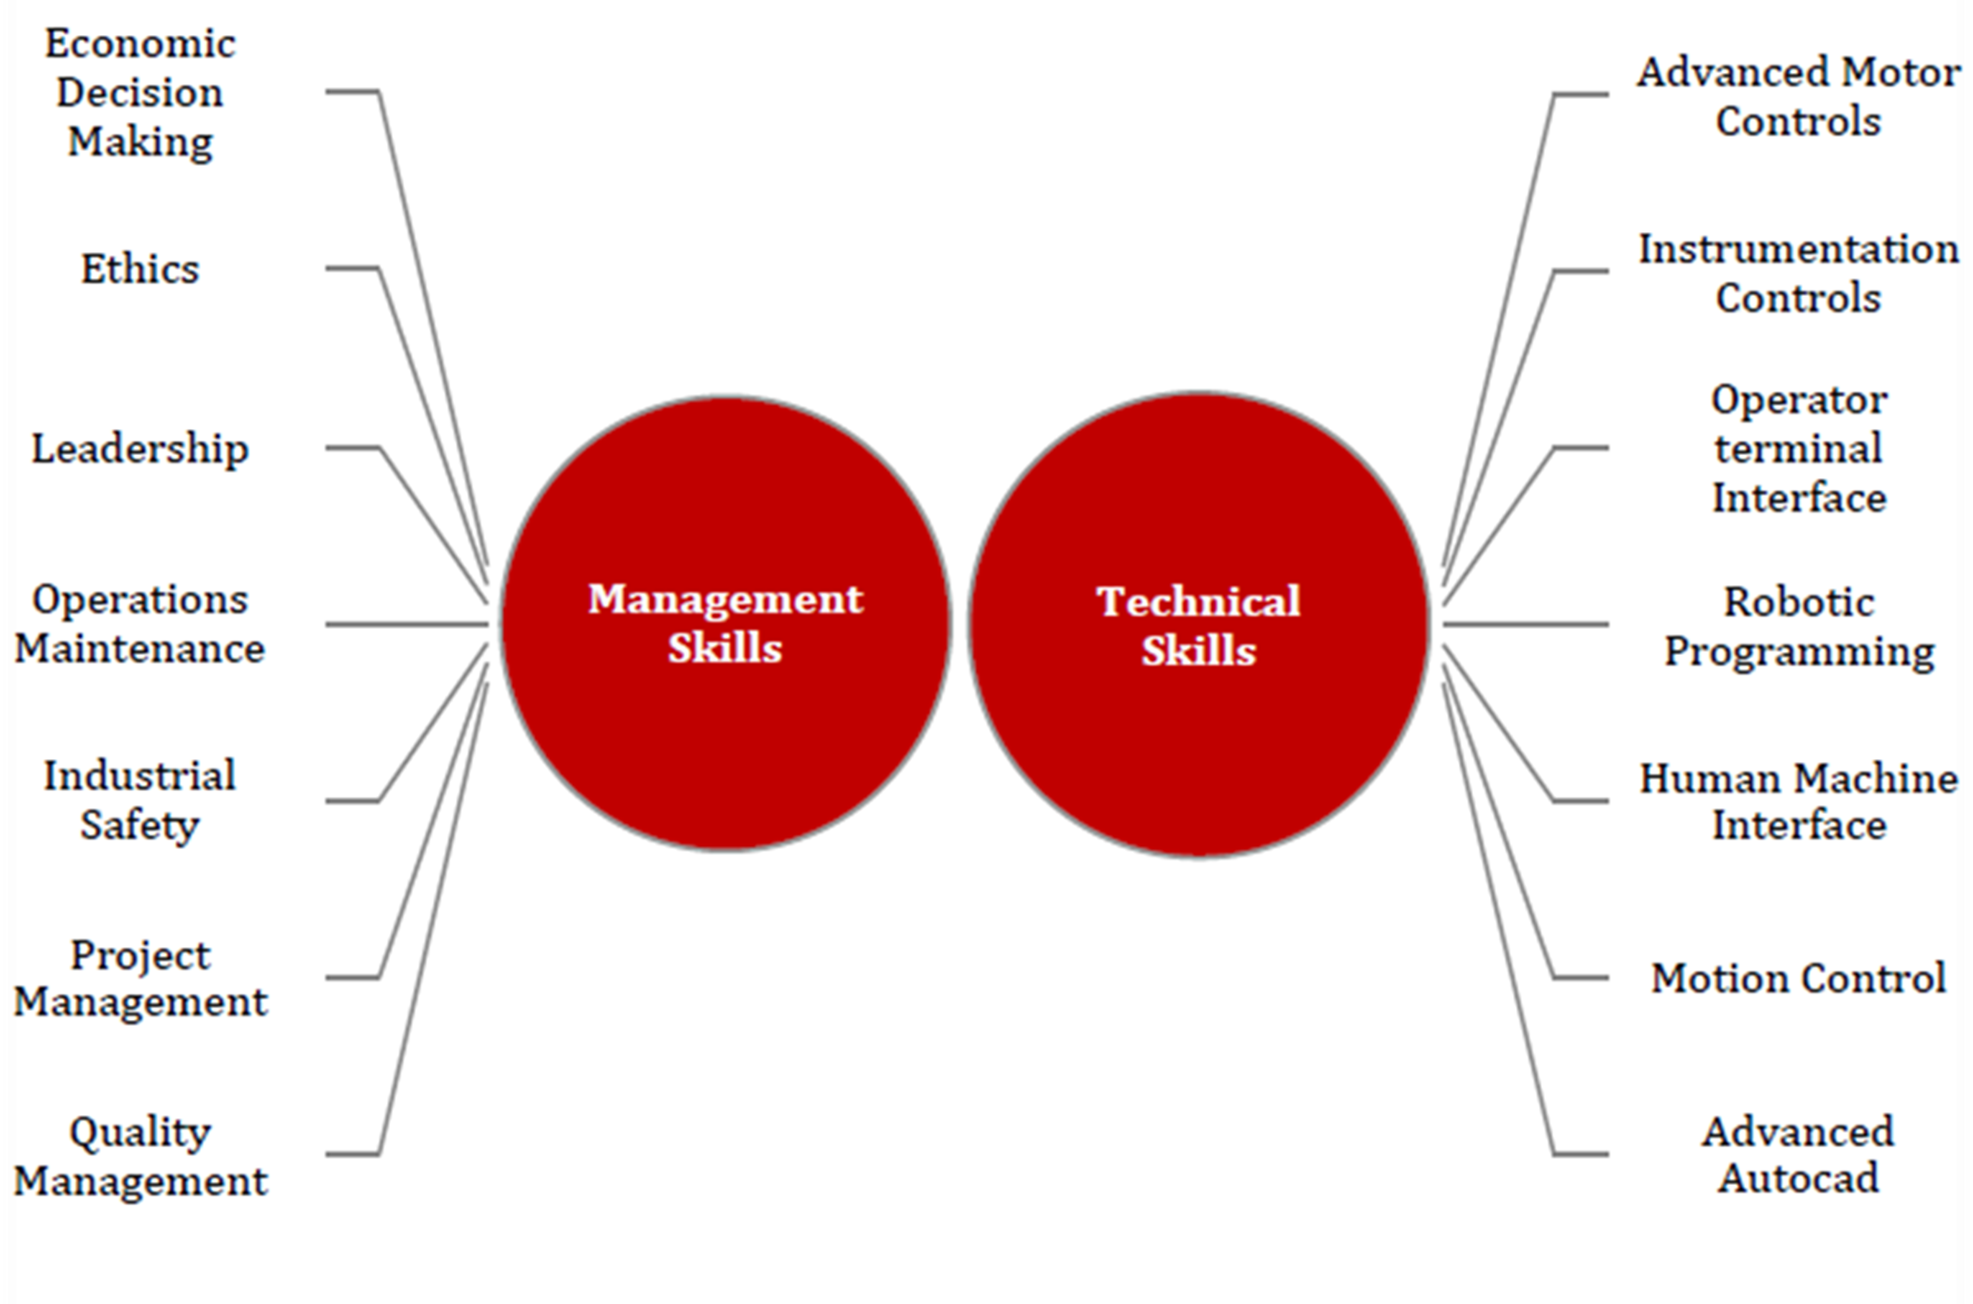 Economic
Decision
Making
Ethics
Leadership
Operations
Maintenance
Industrial
Safety
Project
Management
Quality
Management
Management
Skills
Technical
Skills
Advanced Motor
Controls
Instrumentation
Controls
Operator
terminal
Interface
Robotic
Programming
Human Machine
Interface
Motion Control
Advanced
Autocad